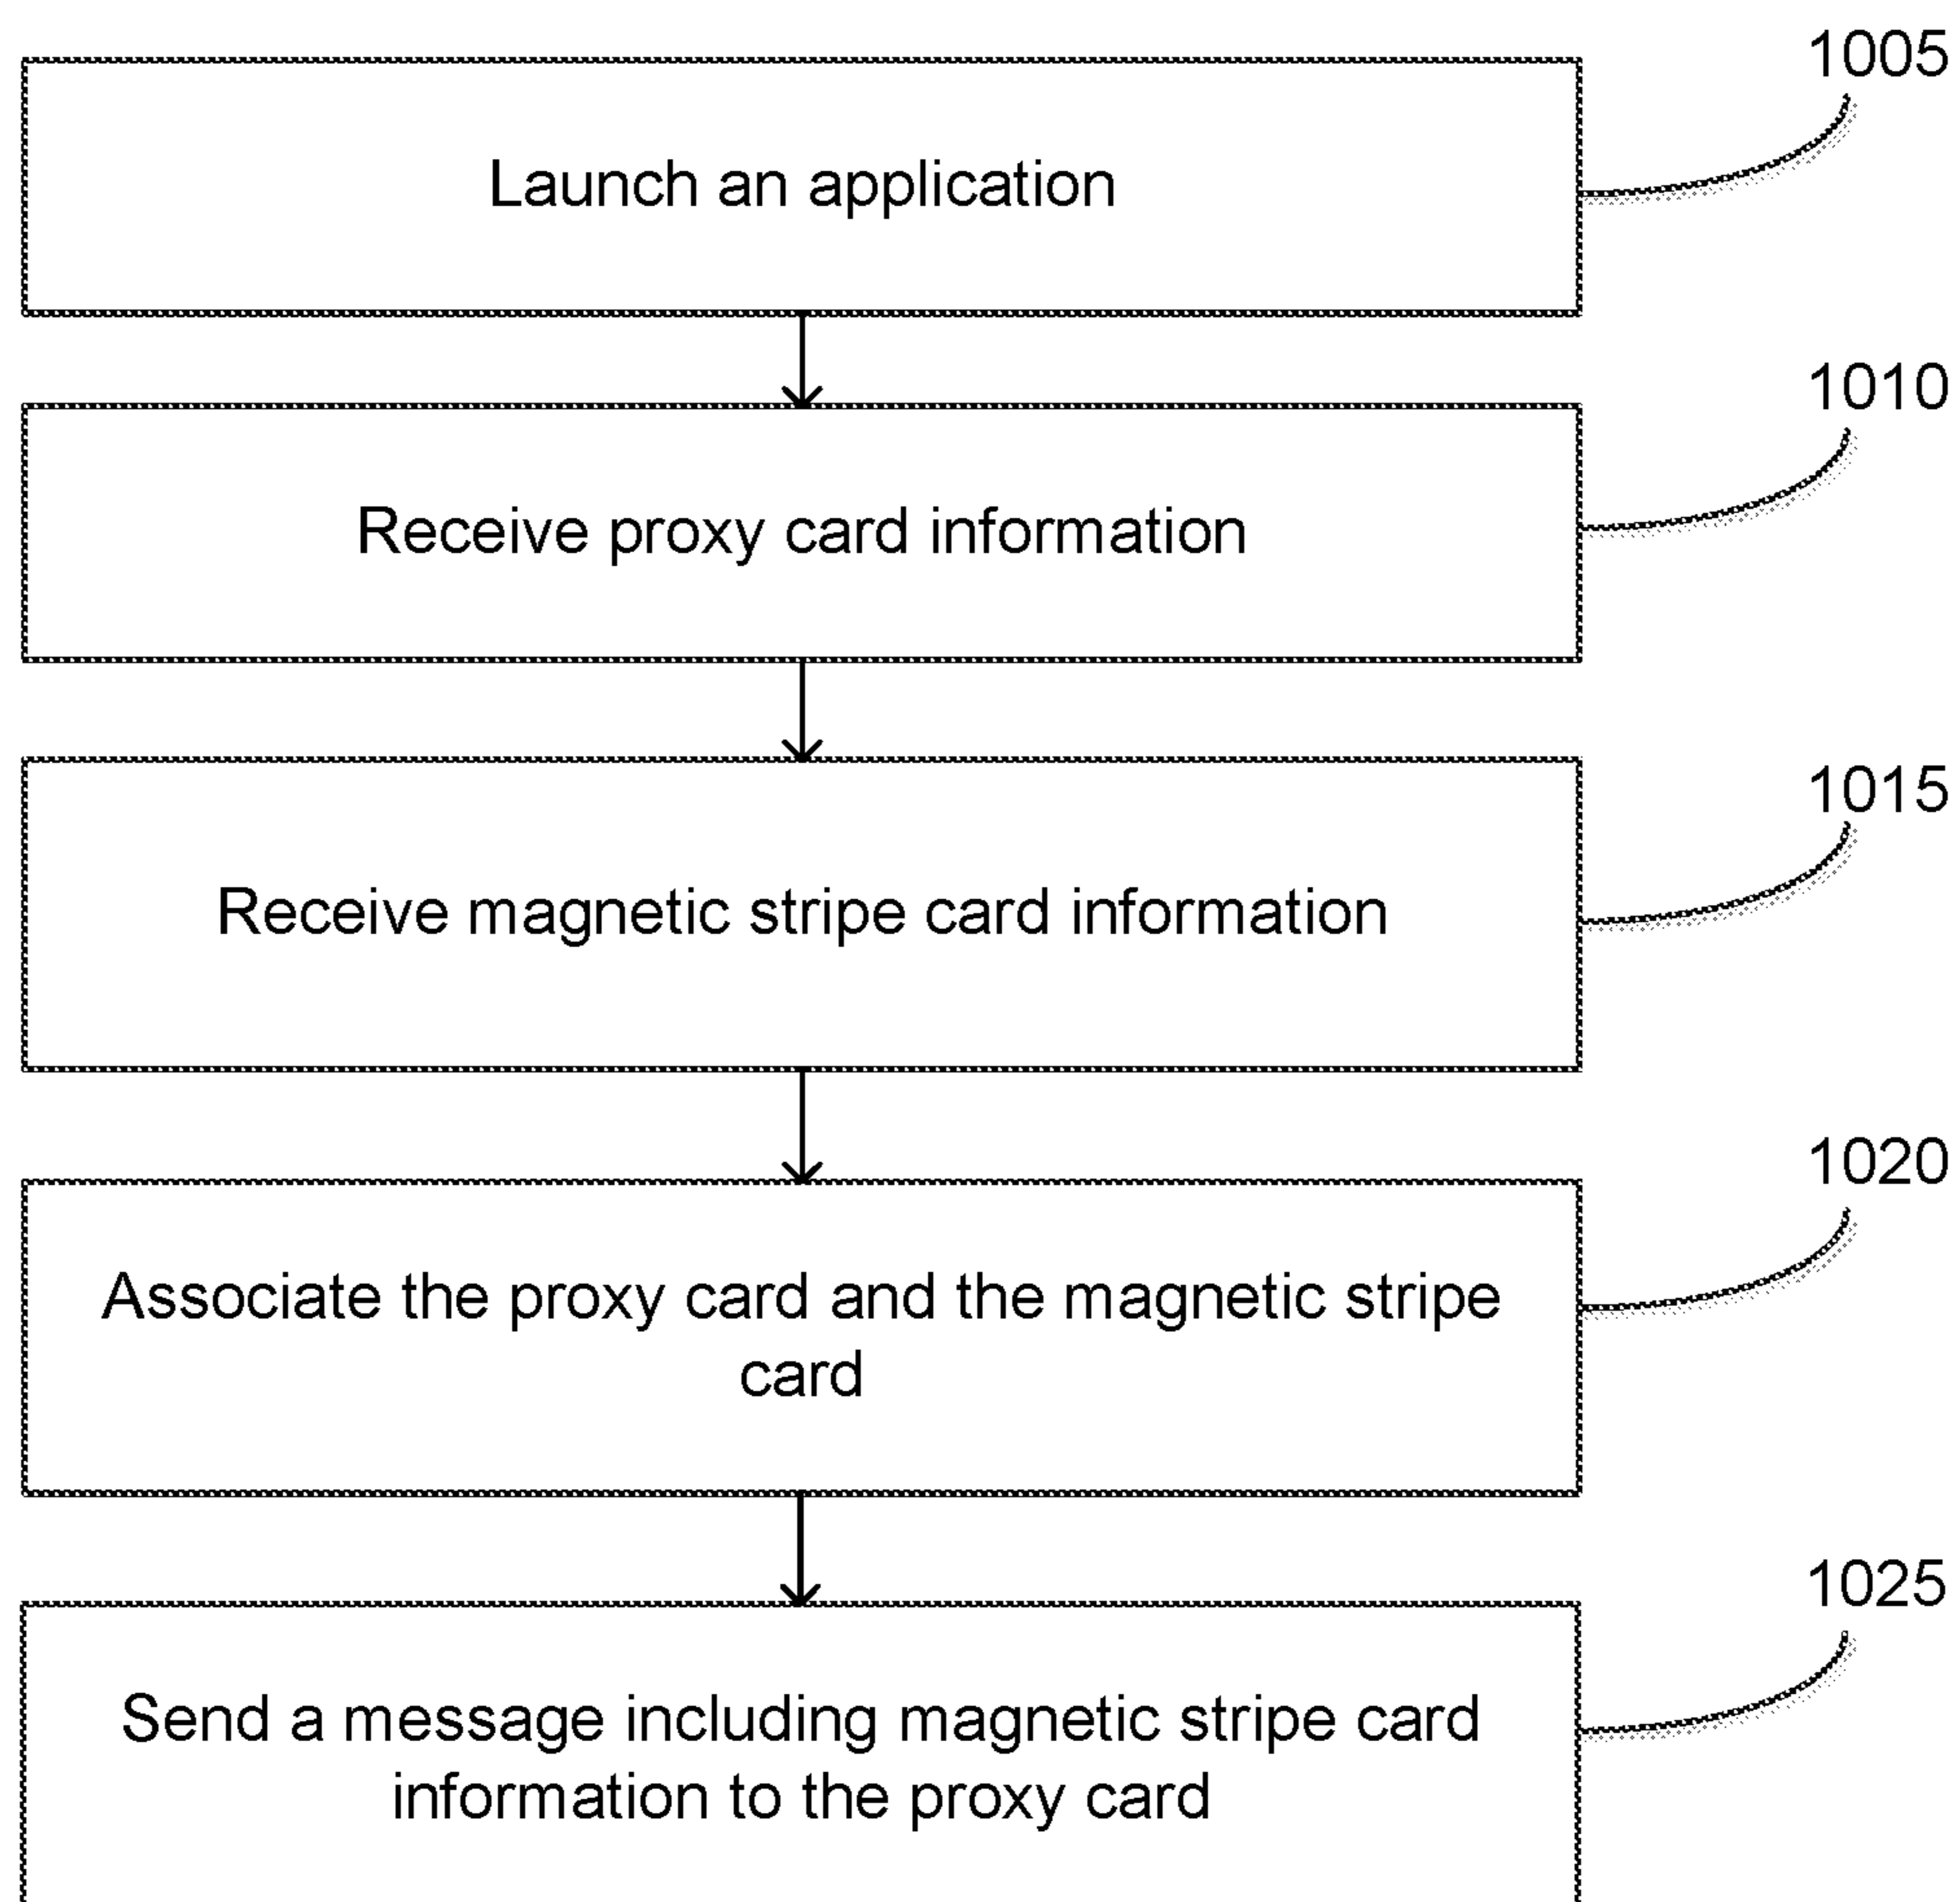 1005
Launch an application
1010
Receive proxy card information
1015
Receive magnetic stripe card information
1020
Associate the proxy card and the magnetic stripe
card
1025
Send a message including magnetic stripe card
information to the proxy card